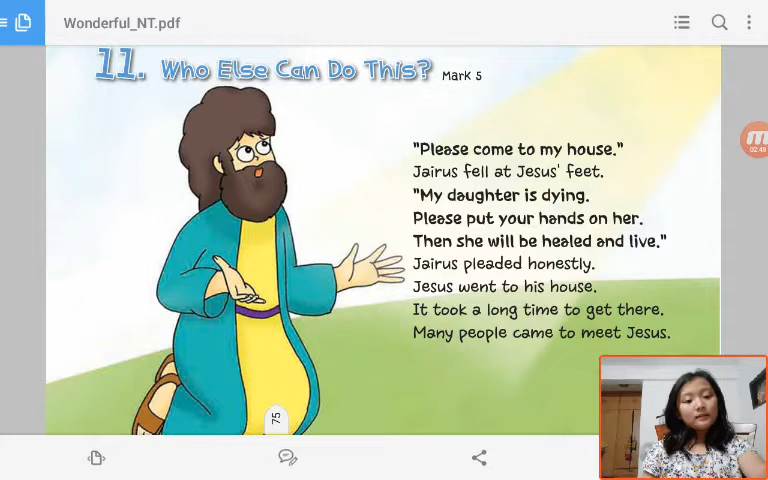 Wonderful_NT.pdf
02:49
11. Who Else Can Do This? Mark 5
"Please come to my house."
Jairus fell at Jesus' feet.
"My daughter is dying.
Please put your hands on her.
Then she will be healed and live."
Jairus pleaded honestly.
Jesus went to his house.
It took a long time to get there.
Many people came to meet Jesus.
75